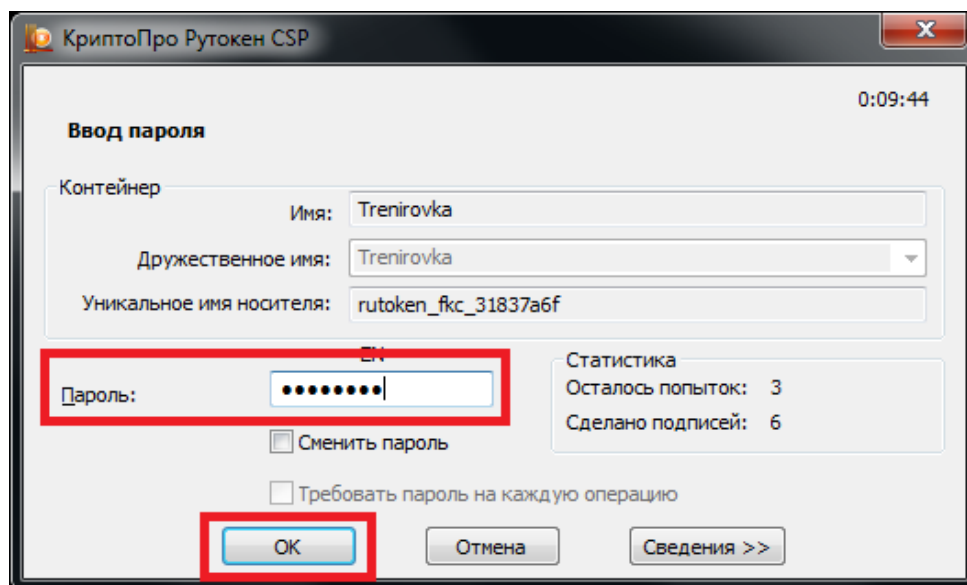 КриптоПро Рутокен CSP
0:09:44
Ввод пароля
Контейнер
Имя: Trenirovka
Дружественное имя: Trenirovka
Уникальное имя носителя: rutoken_fkc_31837a6f
EN
Пароль: ••••••••
Статистика
Осталось попыток: 3
Сделано подписей: 6
Сменить пароль
Требовать пароль на каждую операцию
ОК Отмена Сведения >>